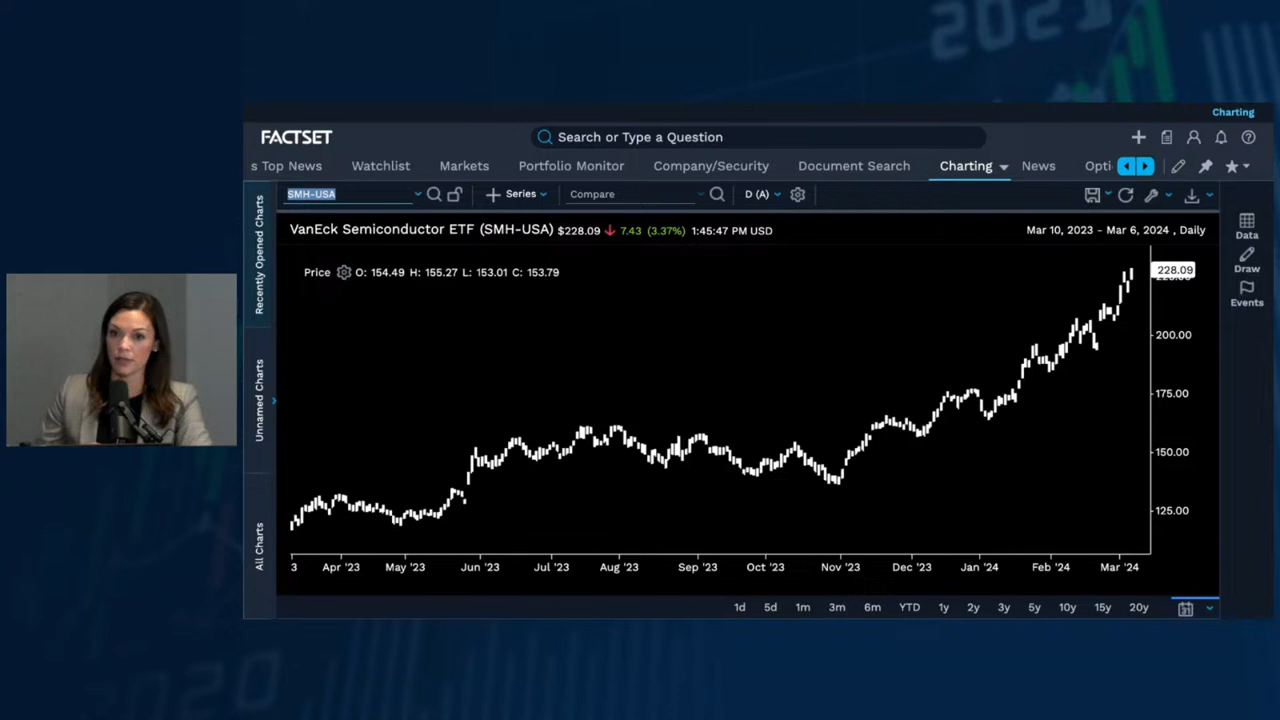 2021
Charting
FACTSET
Search or Type a Question
s Top News Watchlist Markets Portfolio Monitor Company/Security Document Search Charting News Opti
SMH-USA Series Compare D (A)
VanEck Semiconductor ETF (SMH-USA) $228.09 7.43 (3.37%) 1:45:47 PM USD
Mar 10, 2023 - Mar 6, 2024 , Daily
Price O: 154.49 H: 155.27 L: 153.01 C: 153.79
Recently Opened Charts
Unnamed Charts
All Charts
228.09
200.00
175.00
150.00
125.00
Data
Draw
Events
3 Apr '23 May '23 Jun '23 Jul '23 Aug '23 Sep '23 Oct '23 Nov '23 Dec '23 Jan '24 Feb '24 Mar '24
1d 5d 1m 3m 6m YTD 1y 2y 3y 5y 10y 15y 20y
31
2020